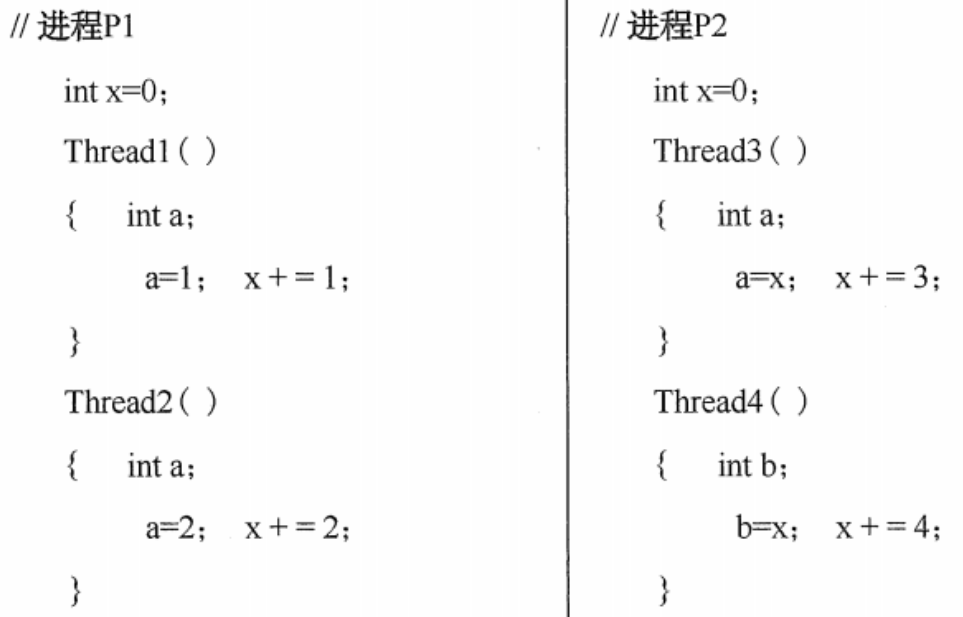 // 进程P1
int x=0;
Thread1( )
{ int a;
a=1; x+=1;
}
Thread2( )
{ int a;
a=2; x+=2;
}
// 进程P2
int x=0;
Thread3( )
{ int a;
a=x; x+=3;
}
Thread4( )
{ int b;
b=x; x+=4;
}